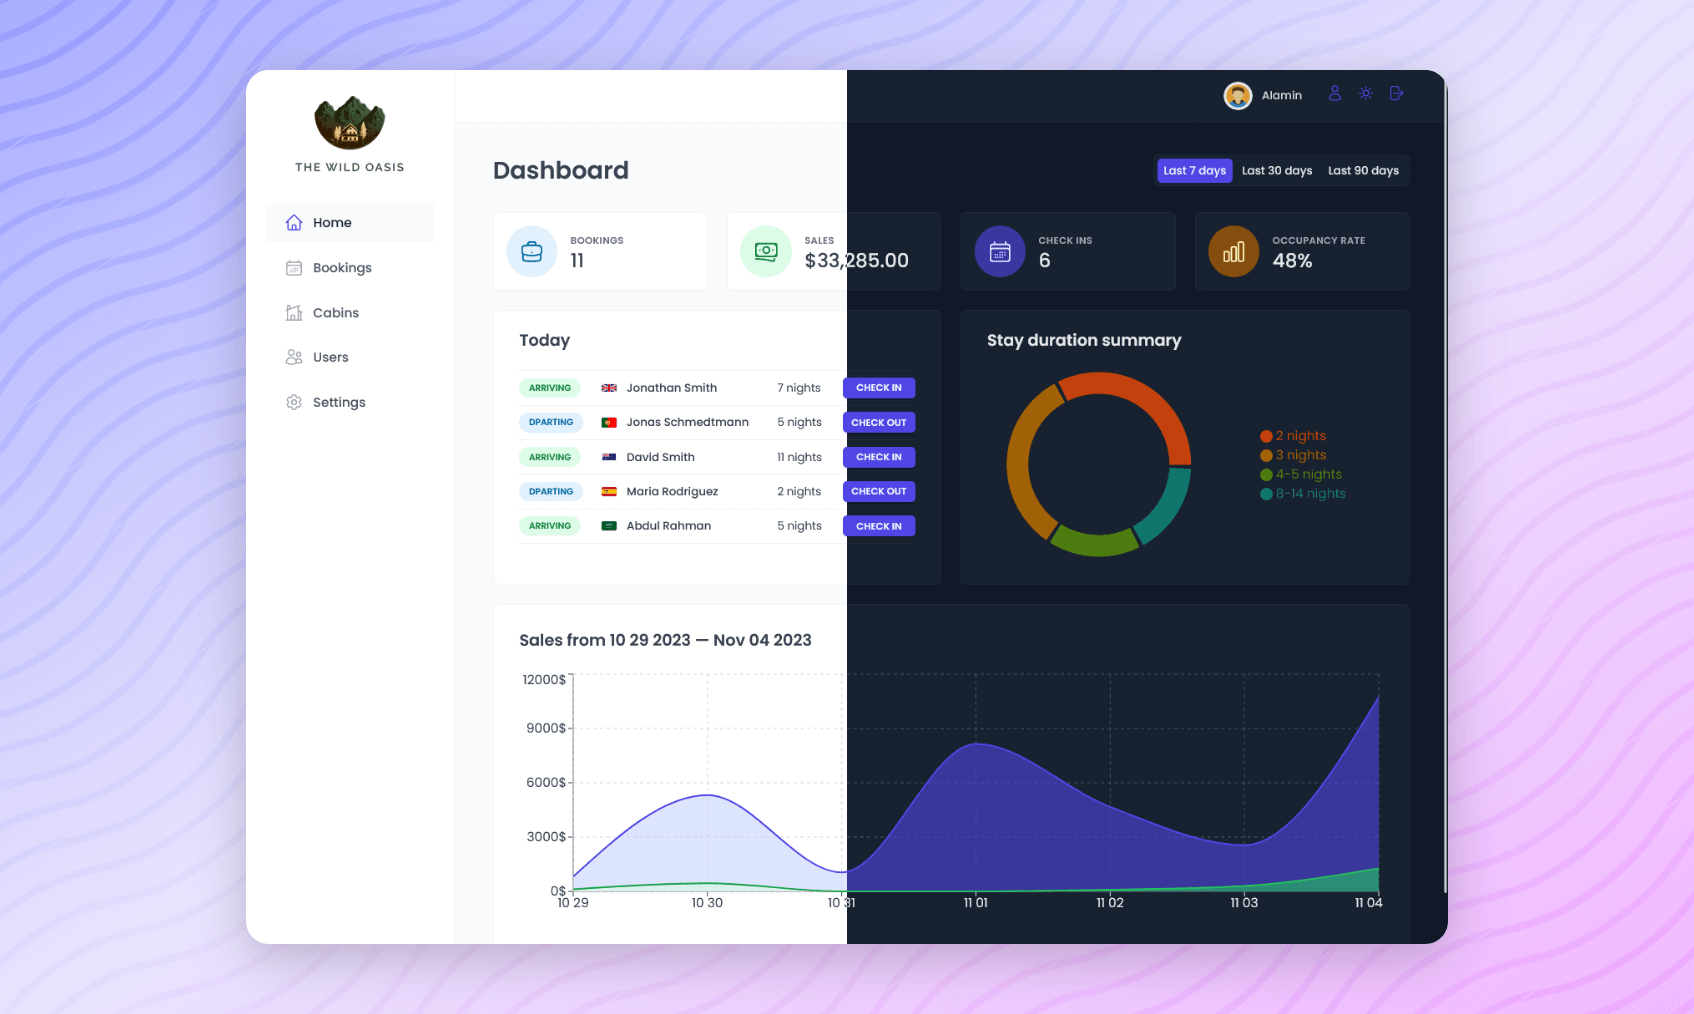 THE WILD OASIS
Home
Bookings
Cabins
Users
Settings
Alamin
Dashboard
Last 7 days Last 30 days Last 90 days
BOOKINGS
11
SALES
$33,285.00
CHECK INS
6
OCCUPANCY RATE
48%
Today
ARRIVING Jonathan Smith 7 nights CHECK IN
DPARTING Jonas Schmedtmann 5 nights CHECK OUT
ARRIVING David Smith 11 nights CHECK IN
DPARTING Maria Rodriguez 2 nights CHECK OUT
ARRIVING Abdul Rahman 5 nights CHECK IN
Stay duration summary
2 nights
3 nights
4-5 nights
8-14 nights
Sales from 10 29 2023 — Nov 04 2023
12000$
9000$
6000$
3000$
0$
10 29 10 30 10 31 11 01 11 02 11 03 11 04